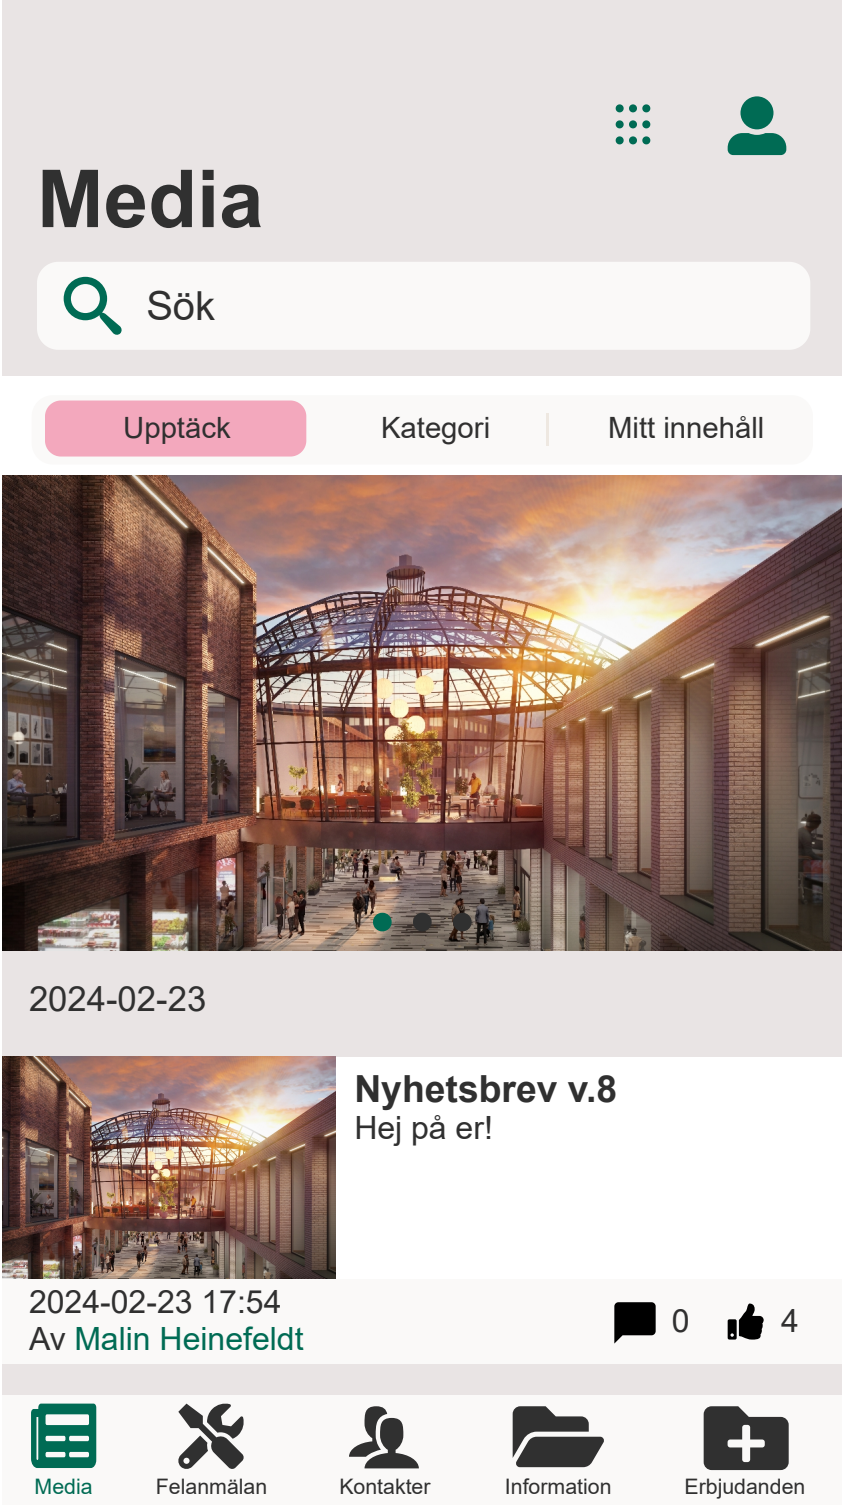 Media
Sök
Upptäck
Kategori
Mitt innehåll
2024-02-23
Nyhetsbrev v.8
Hej på er!
2024-02-23 17:54
Av Malin Heinefeldt
0
4
Media
Felanmälan
Kontakter
Information
Erbjudanden